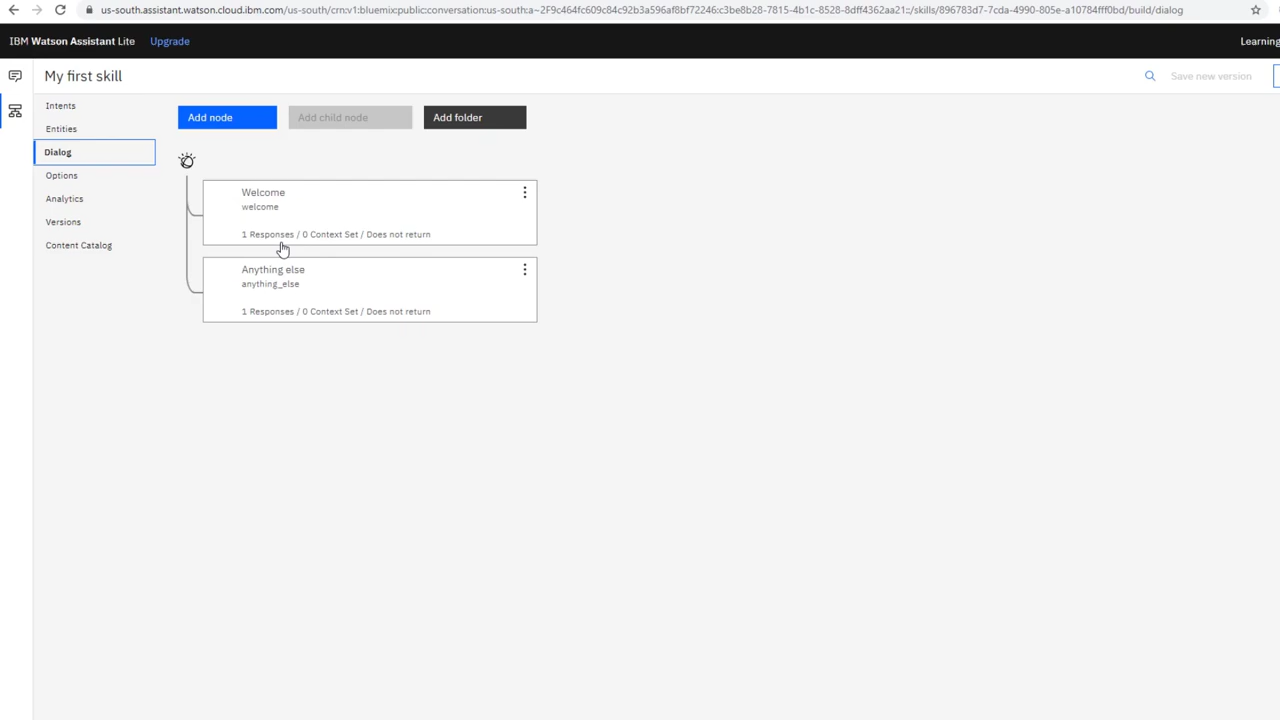 us-south.assistant.watson.cloud.ibm.com/us-south/crn:v1:bluemix:public:conversation:us-south:a~2F9c464fc609c84c92b3a596af8bf72246:c3be8b28-7815-4b1c-8528-8dff4362aa21::/skills/896783d7-7cda-4990-805e-a10784fff0bd/build/dialog
IBM Watson Assistant Lite Upgrade Learning
My first skill Save new version
Intents
Entities
Dialog
Options
Analytics
Versions
Content Catalog
Add node Add child node Add folder
Welcome
welcome
1 Responses / 0 Context Set / Does not return
Anything else
anything_else
1 Responses / 0 Context Set / Does not return